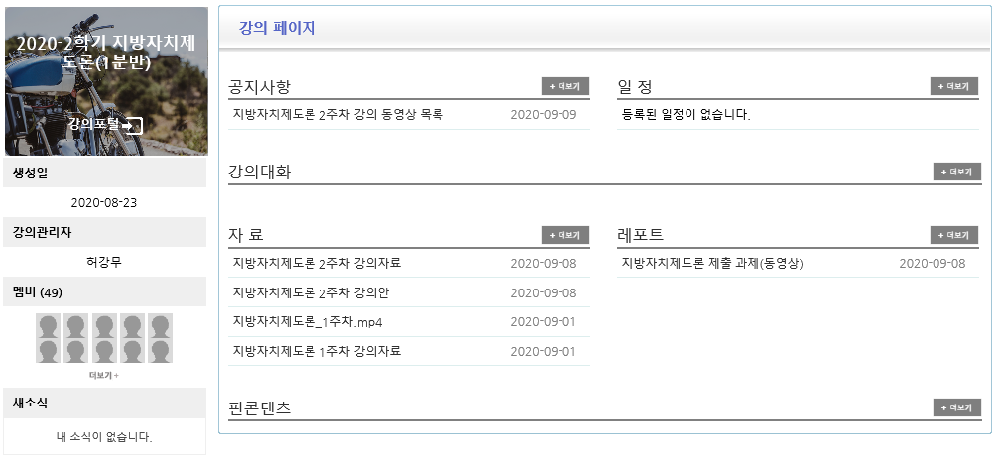 2020-2학기 지방자치제
도론(1분반)
강의포털
생성일
2020-08-23
강의관리자
허강무
멤버 (49)
더보기 +
새소식
내 소식이 없습니다.
강의 페이지
공지사항
+ 더보기
지방자치제도론 2주차 강의 동영상 목록 2020-09-09
일 정
+ 더보기
등록된 일정이 없습니다.
강의대화
+ 더보기
자 료
+ 더보기
지방자치제도론 2주차 강의자료 2020-09-08
지방자치제도론 2주차 강의안 2020-09-08
지방자치제도론_1주차.mp4 2020-09-01
지방자치제도론 1주차 강의자료 2020-09-01
레포트
+ 더보기
지방자치제도론 제출 과제(동영상) 2020-09-08
핀콘텐츠
+ 더보기